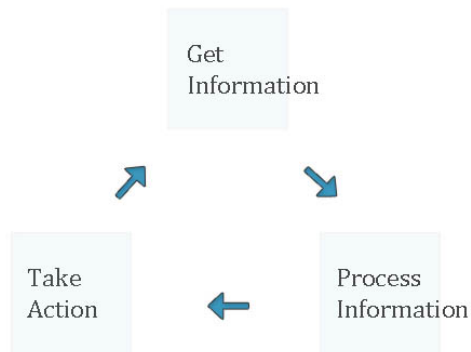 Get
Information
Take
Action
Process
Information